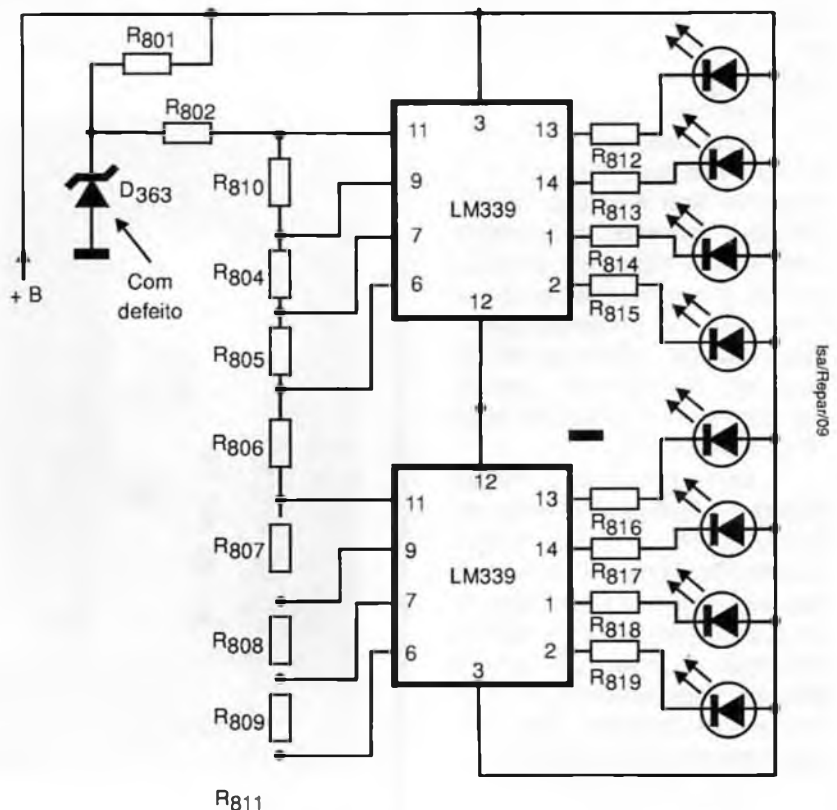 R801
R802
D363
Com
defeito
+ B
R810
R804
R805
R806
R807
R808
R809
R811
11
9
7
6
3
LM339
12
13
14
1
2
R812
R813
R814
R815
12
11
9
7
6
LM339
3
13
14
1
2
R816
R817
R818
R819
Isa/Repar/09